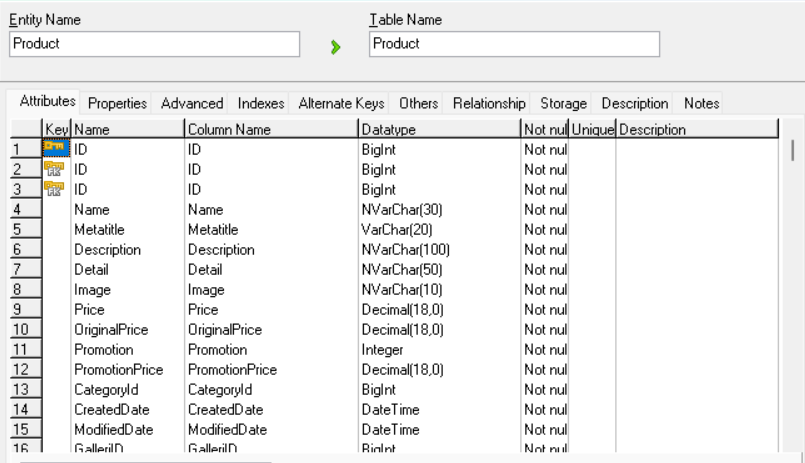 Entity Name Table Name
Product Product
Attributes Properties Advanced Indexes Alternate Keys Others Relationship Storage Description Notes
Key Name Column Name Datatype Not nul Unique Description
1 ID ID BigInt Not nul
2 FK ID ID BigInt Not nul
3 FK ID ID BigInt Not nul
4 Name Name NVarChar(30) Not nul
5 Metatitle Metatitle VarChar(20) Not nul
6 Description Description NVarChar(100) Not nul
7 Detail Detail NVarChar(50) Not nul
8 Image Image NVarChar(10) Not nul
9 Price Price Decimal(18,0) Not nul
10 OriginalPrice OriginalPrice Decimal(18,0) Not nul
11 Promotion Promotion Integer Not nul
12 PromotionPrice PromotionPrice Decimal(18,0) Not nul
13 CategoryId CategoryId BigInt Not nul
14 CreatedDate CreatedDate DateTime Not nul
15 ModifiedDate ModifiedDate DateTime Not nul
16 GalleriID GalleriID BigInt Not nul